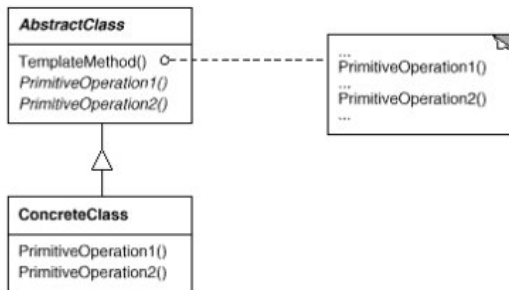 AbstractClass
TemplateMethod()
PrimitiveOperation1()
PrimitiveOperation2()
...
PrimitiveOperation1()
...
PrimitiveOperation2()
...
ConcreteClass
PrimitiveOperation1()
PrimitiveOperation2()